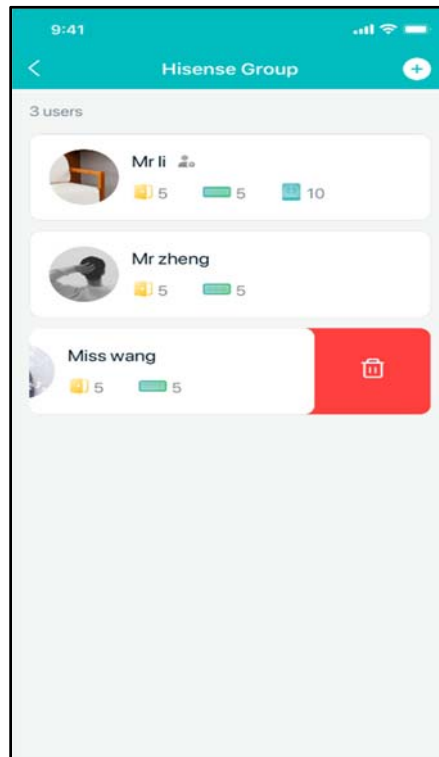 9:41
Hisense Group
3 users
Mr li
5 5 10
Mr zheng
5 5
Miss wang
5 5